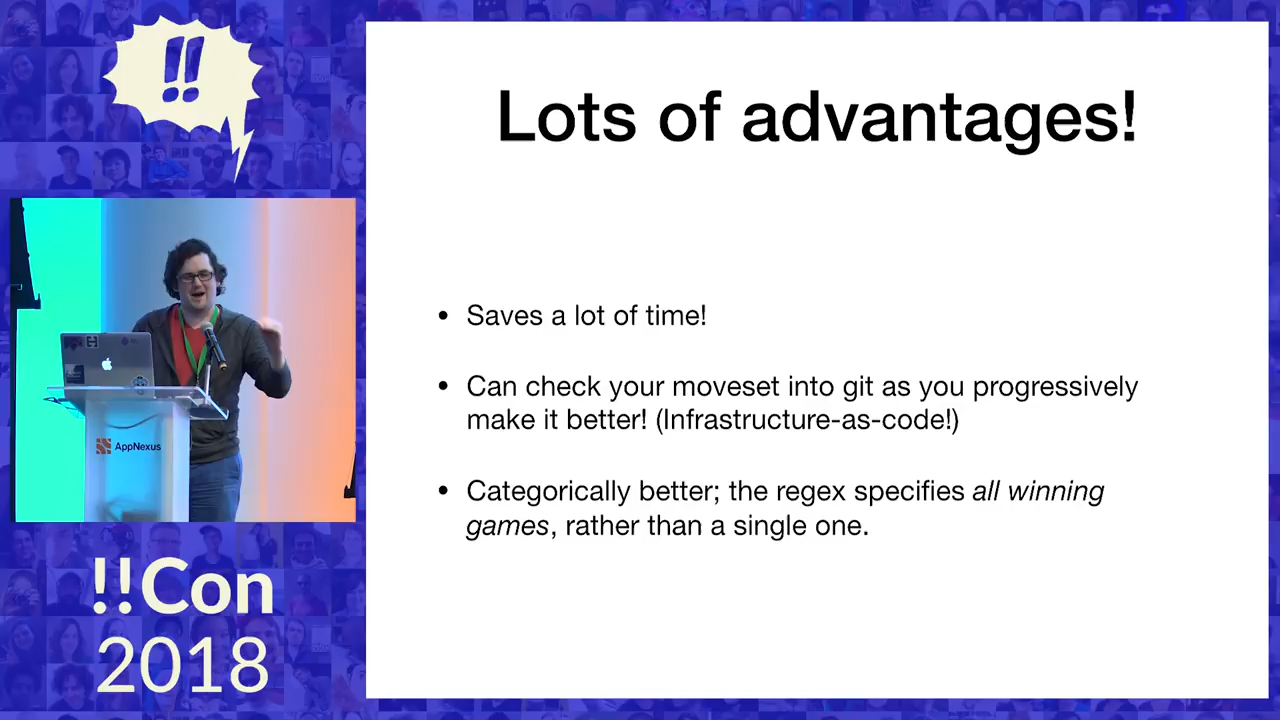 !!
Lots of advantages!
• Saves a lot of time!
• Can check your moveset into git as you progressively
make it better! (Infrastructure-as-code!)
• Categorically better; the regex specifies all winning
games, rather than a single one.
AppNexus
!!Con
2018